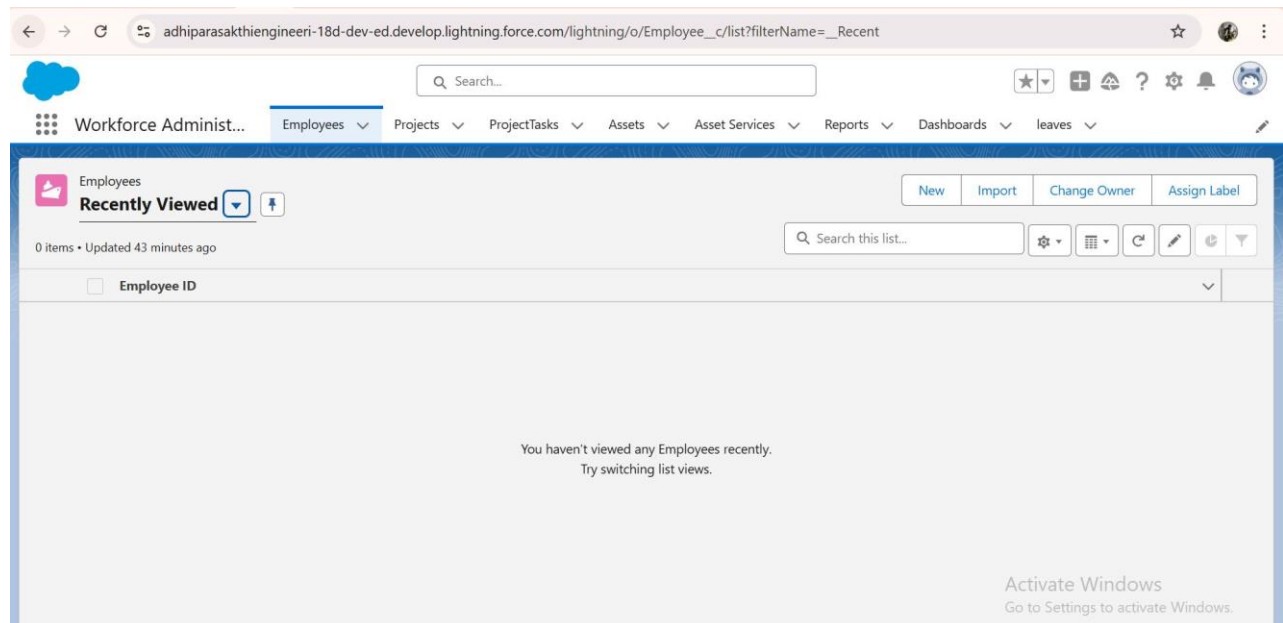 adhiparasakthiengineeri-18d-dev-ed.develop.lightning.force.com/lightning/o/Employee__c/list?filterName=__Recent
Search...
Workforce Administ... Employees Projects ProjectTasks Assets Asset Services Reports Dashboards leaves
Employees
Recently Viewed
New Import Change Owner Assign Label
0 items • Updated 43 minutes ago
Search this list...
Employee ID
You haven't viewed any Employees recently.
Try switching list views.
Activate Windows
Go to Settings to activate Windows.